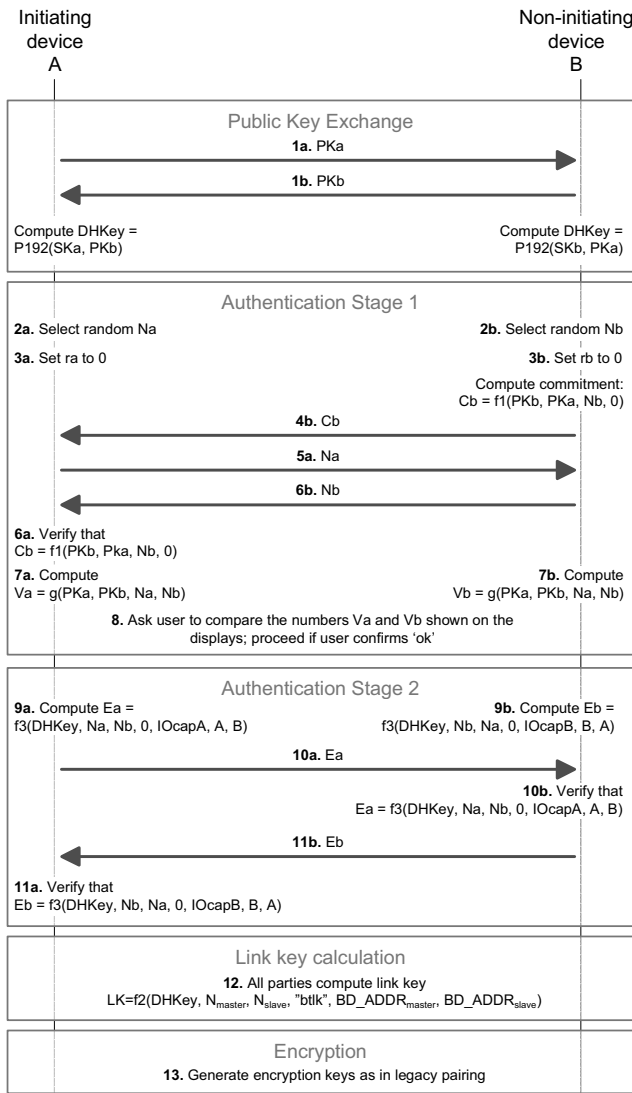 Initiating
device
A
Non-initiating
device
B
Public Key Exchange
1a. PKa
1b. PKb
Compute DHKey =
P192(SKa, PKb)
Compute DHKey =
P192(SKb, PKa)
Authentication Stage 1
2a. Select random Na
2b. Select random Nb
3a. Set ra to 0
3b. Set rb to 0
Compute commitment:
Cb = f1(PKb, PKa, Nb, 0)
4b. Cb
5a. Na
6b. Nb
6a. Verify that
Cb = f1(PKb, Pka, Nb, 0)
7a. Compute
Va = g(PKa, PKb, Na, Nb)
7b. Compute
Vb = g(PKa, PKb, Na, Nb)
8. Ask user to compare the numbers Va and Vb shown on the
displays; proceed if user confirms ‘ok’
Authentication Stage 2
9a. Compute Ea =
f3(DHKey, Na, Nb, 0, IOcapA, A, B)
9b. Compute Eb =
f3(DHKey, Nb, Na, 0, IOcapB, B, A)
10a. Ea
10b. Verify that
Ea = f3(DHKey, Na, Nb, 0, IOcapA, A, B)
11b. Eb
11a. Verify that
Eb = f3(DHKey, Nb, Na, 0, IOcapB, B, A)
Link key calculation
12. All parties compute link key
LK=f2(DHKey, Nmaster, Nslave, ”btlk”, BD_ADDRmaster, BD_ADDRslave)
Encryption
13. Generate encryption keys as in legacy pairing